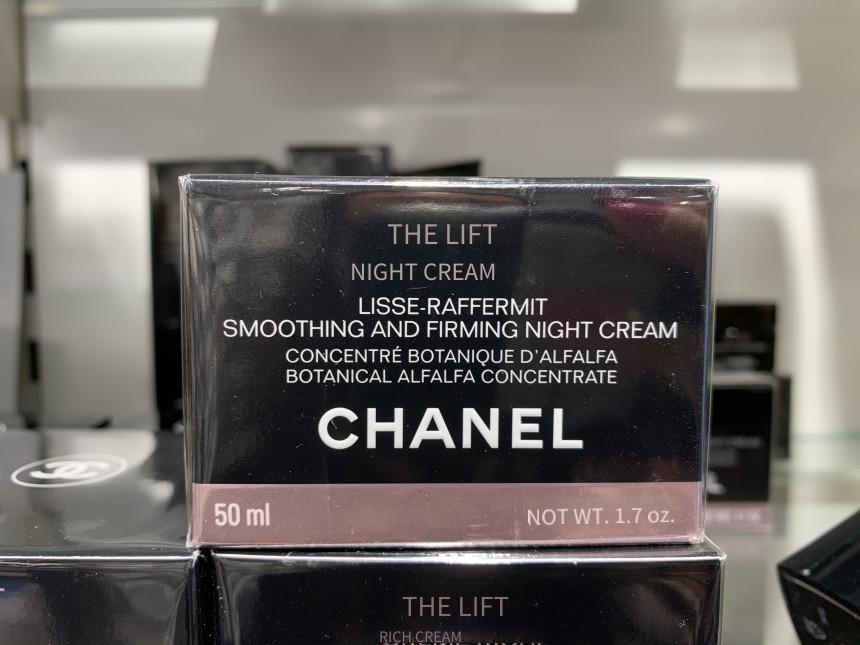 THE LIFT
NIGHT CREAM
LISSE-RAFFERMIT
SMOOTHING AND FIRMING NIGHT CREAM
CONCENTRÉ BOTANIQUE D'ALFALFA
BOTANICAL ALFALFA CONCENTRATE
CHANEL
50 ml
NOT WT. 1.7 oz.
THE LIFT
RICH CREAM